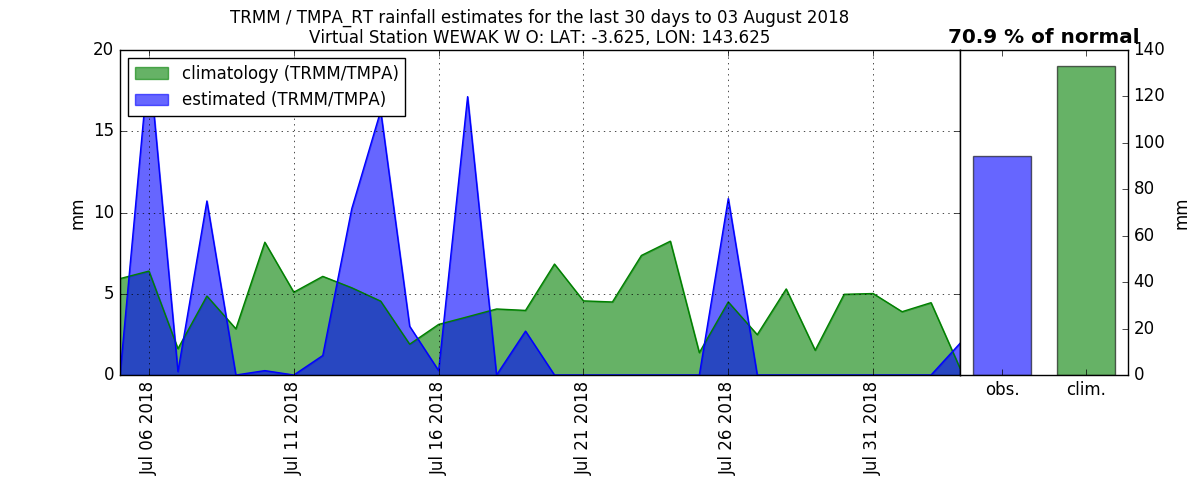 TRMM / TMPA_RT rainfall estimates for the last 30 days to 03 August 2018
Virtual Station WEWAK W O: LAT: -3.625, LON: 143.625
70.9 % of normal
climatology (TRMM/TMPA)
estimated (TRMM/TMPA)
20
15
10
5
0
mm
Jul 06 2018
Jul 11 2018
Jul 16 2018
Jul 21 2018
Jul 26 2018
Jul 31 2018
obs.
clim.
140
120
100
80
60
40
20
0
mm